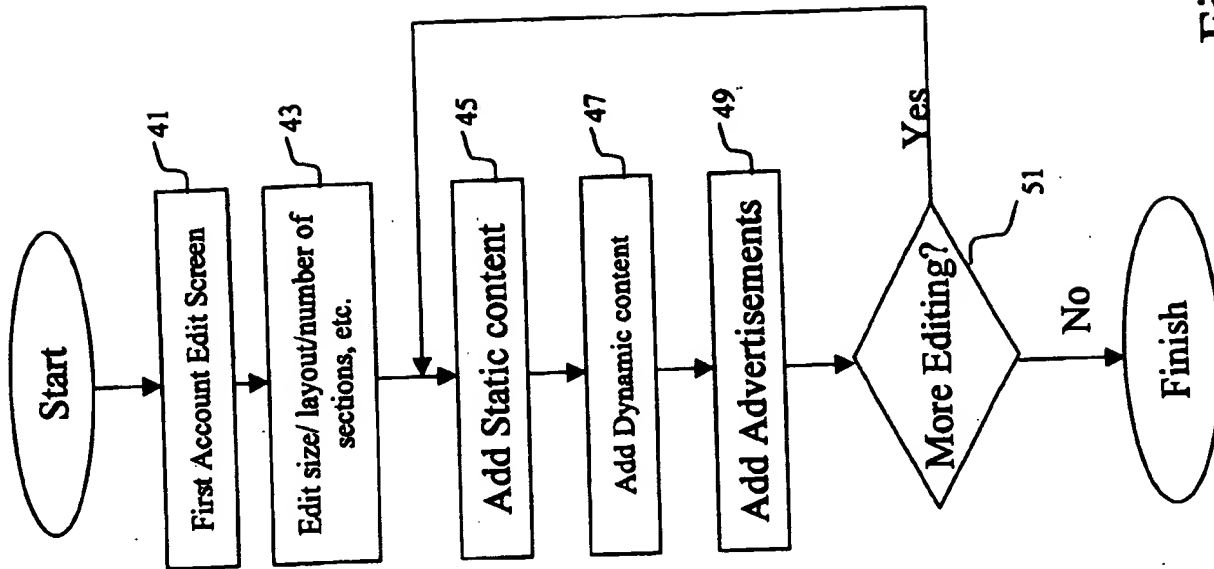 Start
41
First Account Edit Screen
43
Edit size/ layout/number of
sections, etc.
45
Add Static content
47
Add Dynamic content
49
Add Advertisements
More Editing?
51
Yes
No
Finish